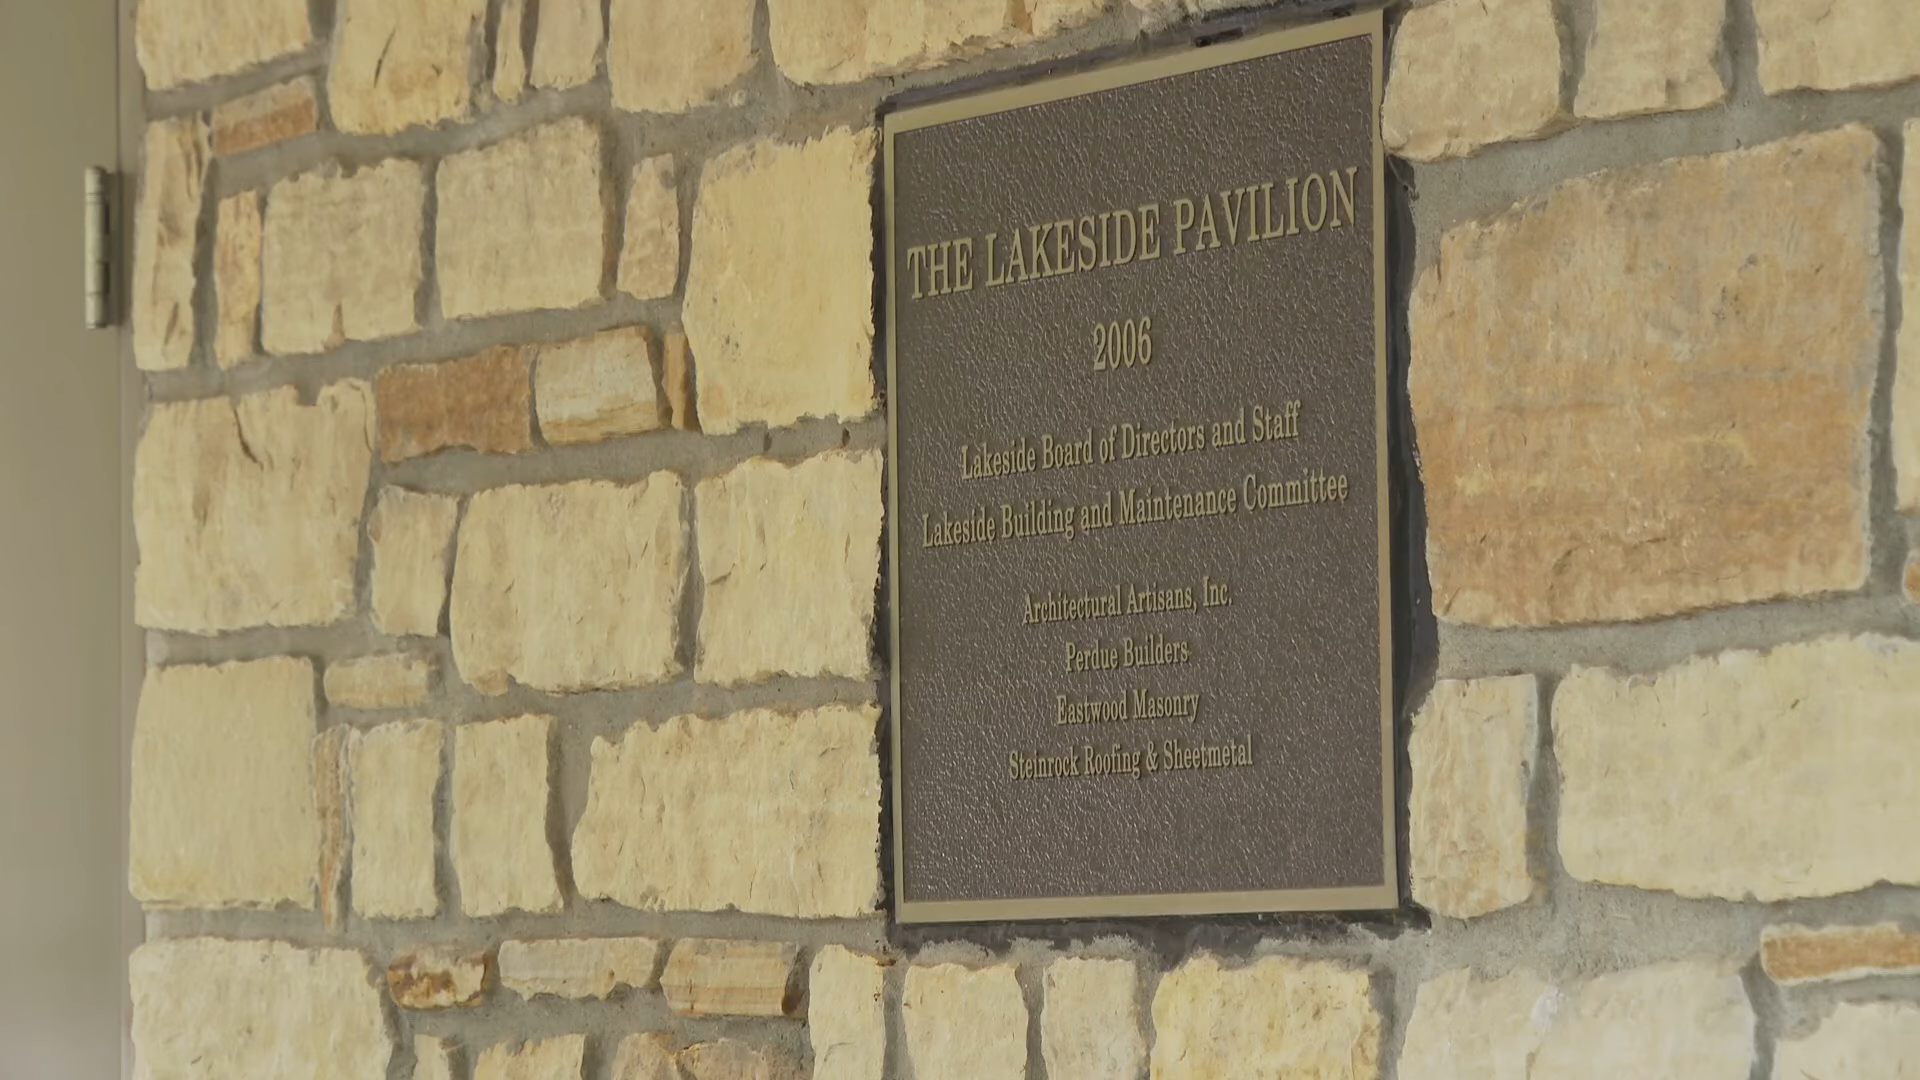 THE LAKESIDE PAVILION
2006
Lakeside Board of Directors and Staff
Lakeside Building and Maintenance Committee
Architectural Artisans, Inc.
Perdue Builders
Eastwood Masonry
Steinrock Roofing & Sheetmetal